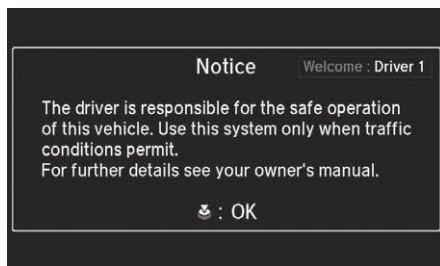 Notice
Welcome : Driver 1
The driver is responsible for the safe operation
of this vehicle. Use this system only when traffic
conditions permit.
For further details see your owner's manual.
: OK